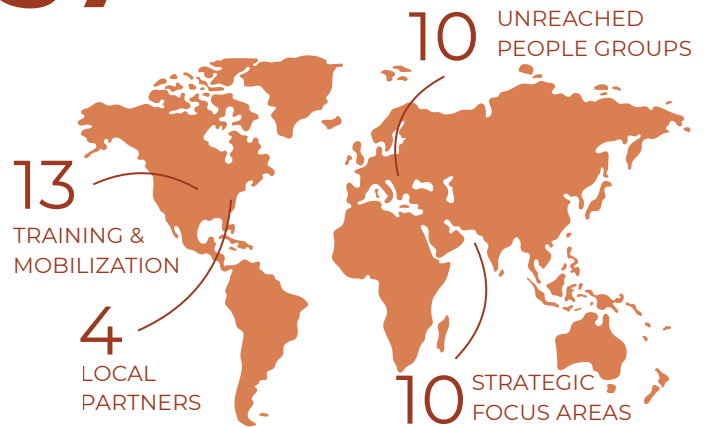 10 UNREACHED
PEOPLE GROUPS
13
TRAINING &
MOBILIZATION
4
LOCAL
PARTNERS
10 STRATEGIC
FOCUS AREAS